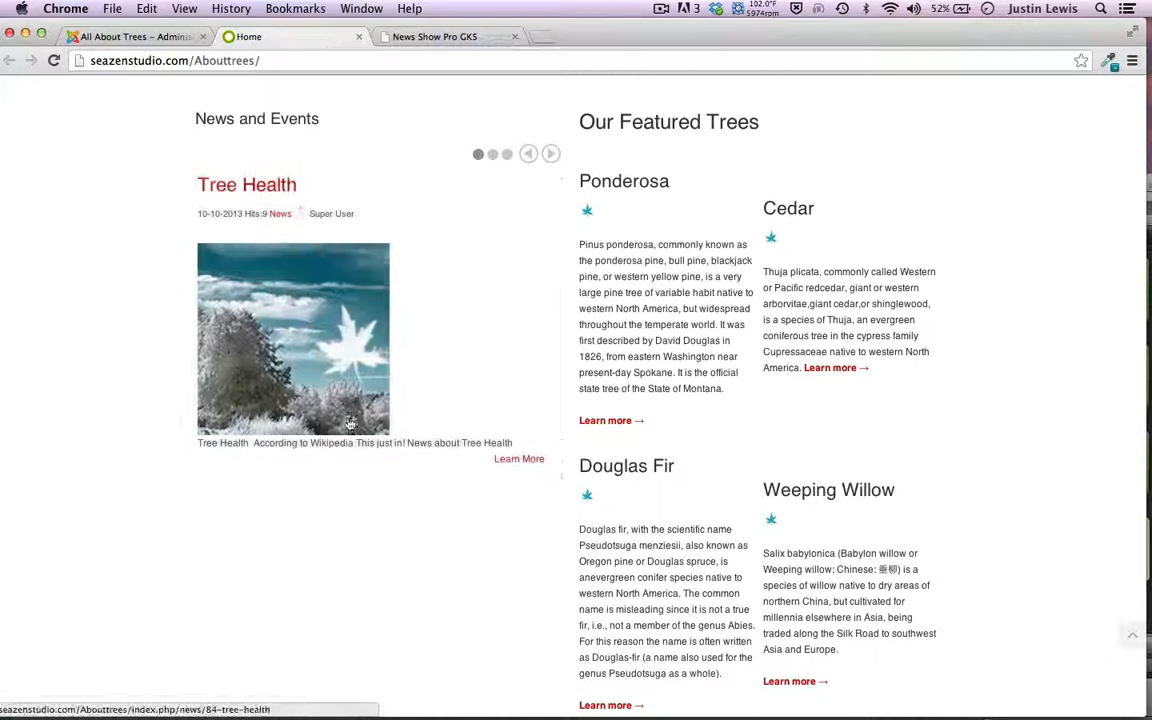 Chrome File Edit View History Bookmarks Window Help 3 102.0°F 5974rpm 52% Justin Lewis
All About Trees – Adminis Home News Show Pro GKS
seazenstudio.com/Abouttrees/
News and Events
Tree Health
10-10-2013 Hits:9 News Super User
Tree Health According to Wikipedia This just in! News about Tree Health
Learn More
Our Featured Trees
Ponderosa
Pinus ponderosa, commonly known as
the ponderosa pine, bull pine, blackjack
pine, or western yellow pine, is a very
large pine tree of variable habit native to
western North America, but widespread
throughout the temperate world. It was
first described by David Douglas in
1826, from eastern Washington near
present-day Spokane. It is the official
state tree of the State of Montana.
Learn more →
Cedar
Thuja plicata, commonly called Western
or Pacific redcedar, giant or western
arborvitae,giant cedar,or shinglewood,
is a species of Thuja, an evergreen
coniferous tree in the cypress family
Cupressaceae native to western North
America. Learn more →
Douglas Fir
Douglas fir, with the scientific name
Pseudotsuga menziesii, also known as
Oregon pine or Douglas spruce, is
anevergreen conifer species native to
western North America. The common
name is misleading since it is not a true
fir, i.e., not a member of the genus Abies.
For this reason the name is often written
as Douglas-fir (a name also used for the
genus Pseudotsuga as a whole).
Learn more →
Weeping Willow
Salix babylonica (Babylon willow or
Weeping willow; Chinese: 垂柳) is a
species of willow native to dry areas of
northern China, but cultivated for
millennia elsewhere in Asia, being
traded along the Silk Road to southwest
Asia and Europe.
Learn more →
seazenstudio.com/Abouttrees/index.php/news/84-tree-health